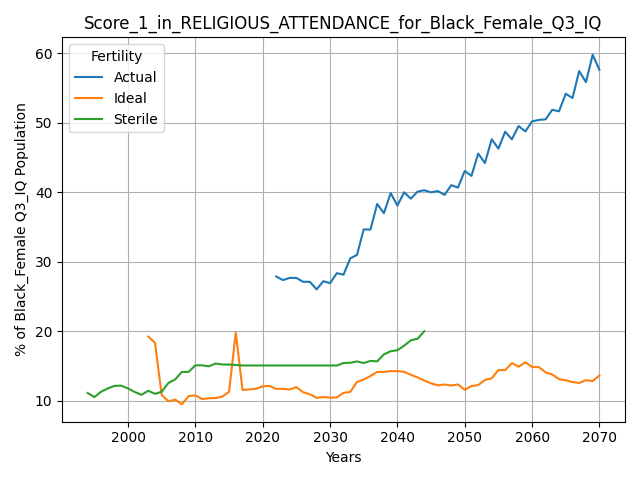 Score_1_in_RELIGIOUS_ATTENDANCE_for_Black_Female_Q3_IQ
Fertility
Actual
Ideal
Sterile
% of Black_Female Q3_IQ Population
60
50
40
30
20
10
2000
2010
2020
2030
2040
2050
2060
2070
Years